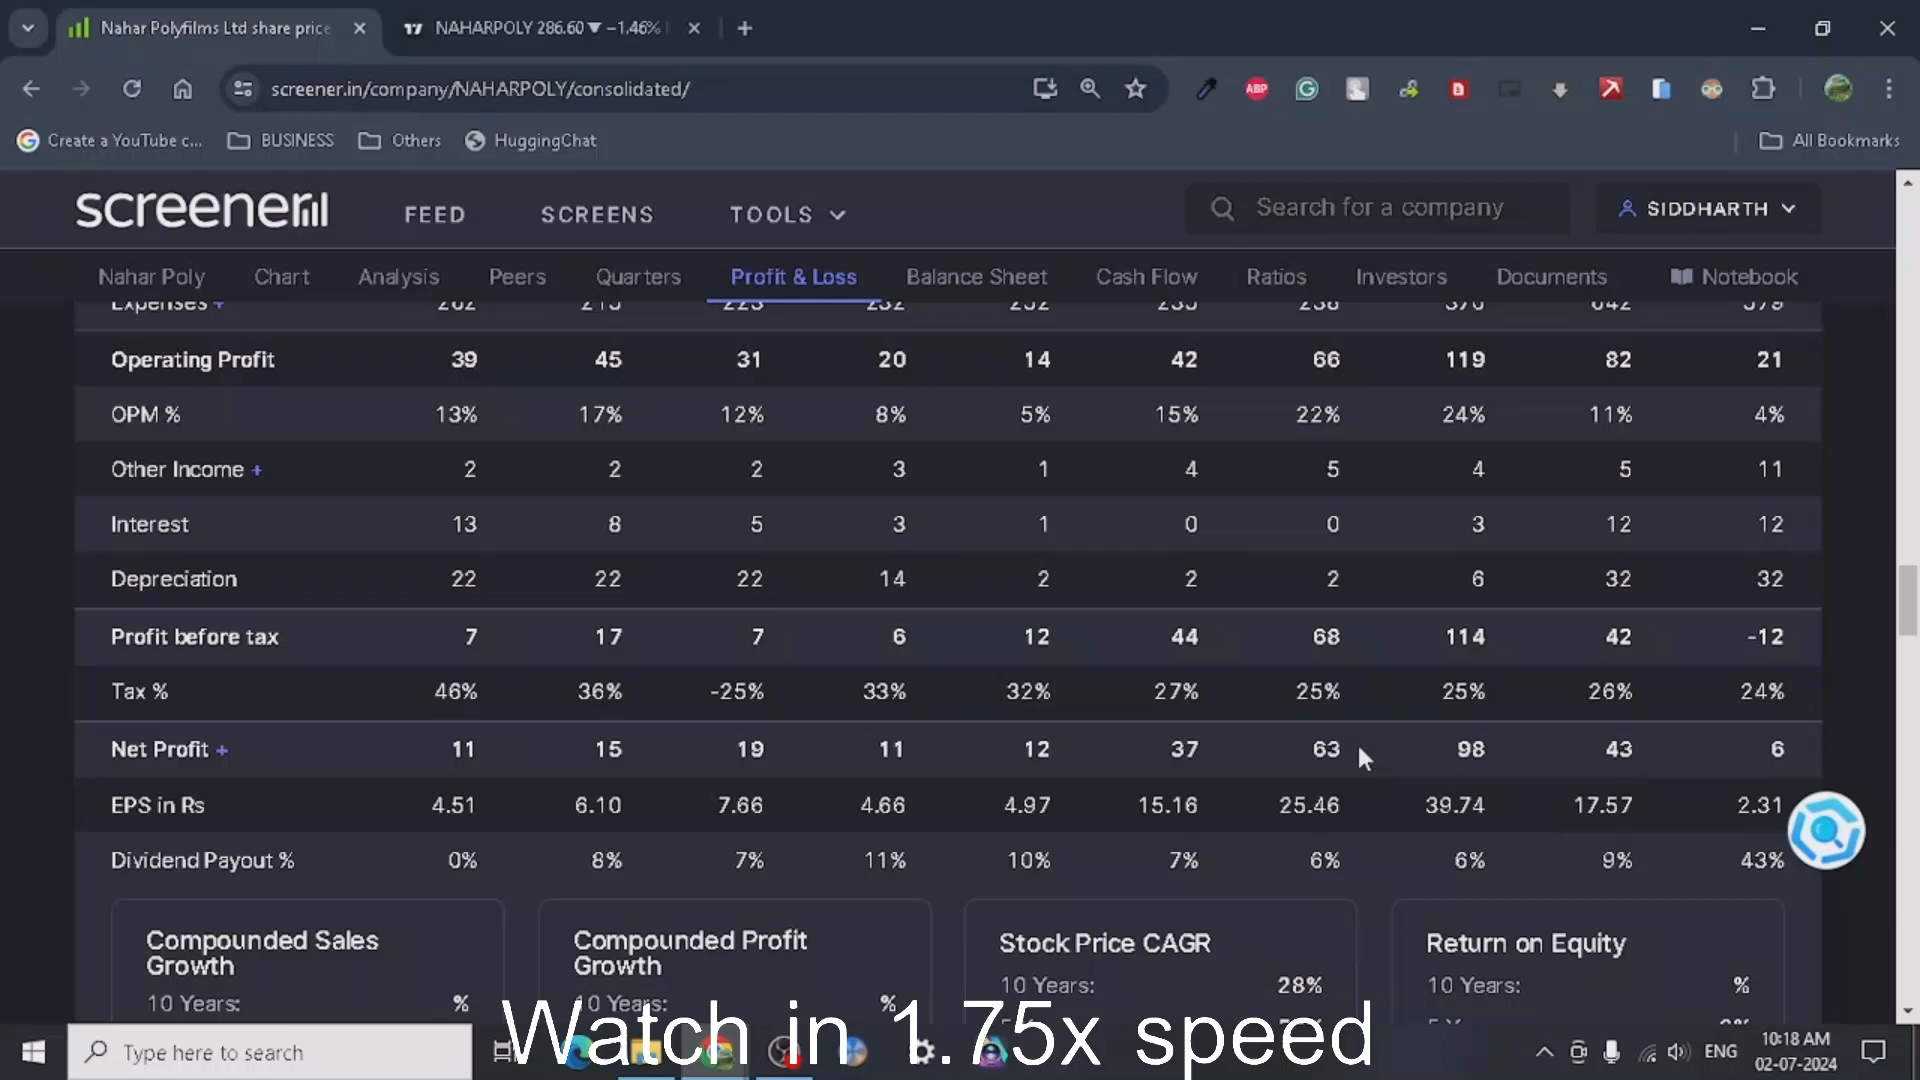 Nahar Polyfilms Ltd share price
NAHARPOLY 286.60 ▼ −1.46%
screener.in/company/NAHARPOLY/consolidated/
ABP
Create a YouTube c...
BUSINESS
Others
HuggingChat
All Bookmarks
screener
FEED
SCREENS
TOOLS
Search for a company
SIDDHARTH
Nahar Poly Chart Analysis Peers Quarters Profit & Loss Balance Sheet Cash Flow Ratios Investors Documents Notebook
Expenses +
Operating Profit 39 45 31 20 14 42 66 119 82 21
OPM % 13% 17% 12% 8% 5% 15% 22% 24% 11% 4%
Other Income + 2 2 2 3 1 4 5 4 5 11
Interest 13 8 5 3 1 0 0 3 12 12
Depreciation 22 22 22 14 2 2 2 6 32 32
Profit before tax 7 17 7 6 12 44 68 114 42 -12
Tax % 46% 36% -25% 33% 32% 27% 25% 25% 26% 24%
Net Profit + 11 15 19 11 12 37 63 98 43 6
EPS in Rs 4.51 6.10 7.66 4.66 4.97 15.16 25.46 39.74 17.57 2.31
Dividend Payout % 0% 8% 7% 11% 10% 7% 6% 6% 9% 43%
Compounded Sales
Growth
10 Years: %
Compounded Profit
Growth
10 Years: %
Stock Price CAGR
10 Years: 28%
Return on Equity
10 Years: %
Watch in 1.75x speed
Type here to search
ENG
10:18 AM
02-07-2024